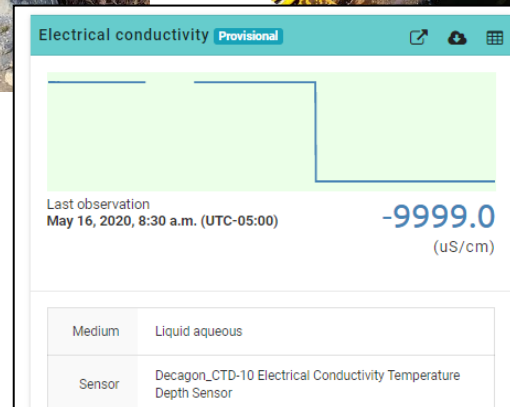 Electrical conductivity Provisional
Last observation
May 16, 2020, 8:30 a.m. (UTC-05:00)
-9999.0
(uS/cm)
Medium Liquid aqueous
Sensor Decagon_CTD-10 Electrical Conductivity Temperature
Depth Sensor